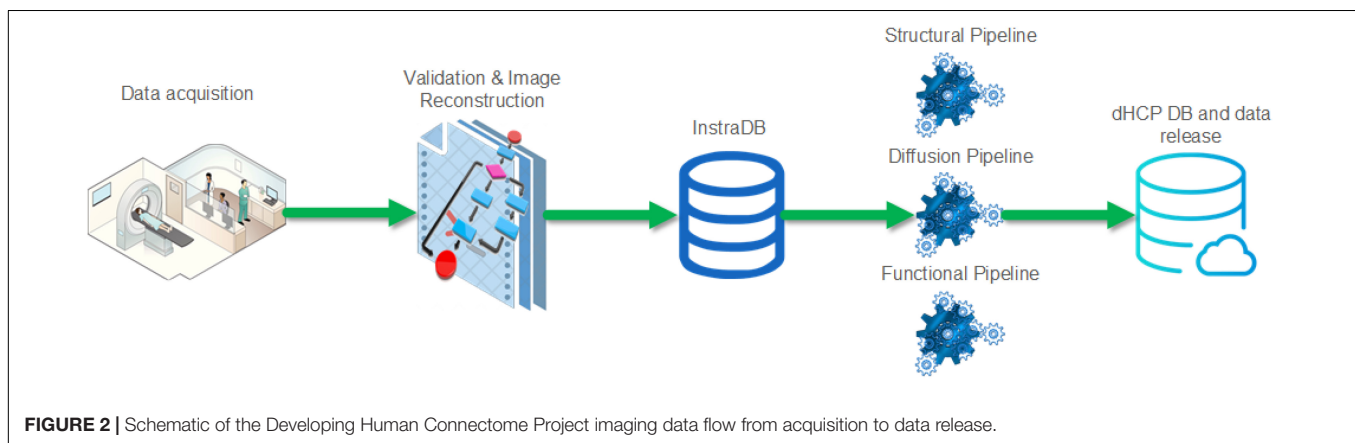 Data acquisition
Validation & Image
Reconstruction
InstraDB
Structural Pipeline
Diffusion Pipeline
Functional Pipeline
dHCP DB and data
release
FIGURE 2 | Schematic of the Developing Human Connectome Project imaging data flow from acquisition to data release.